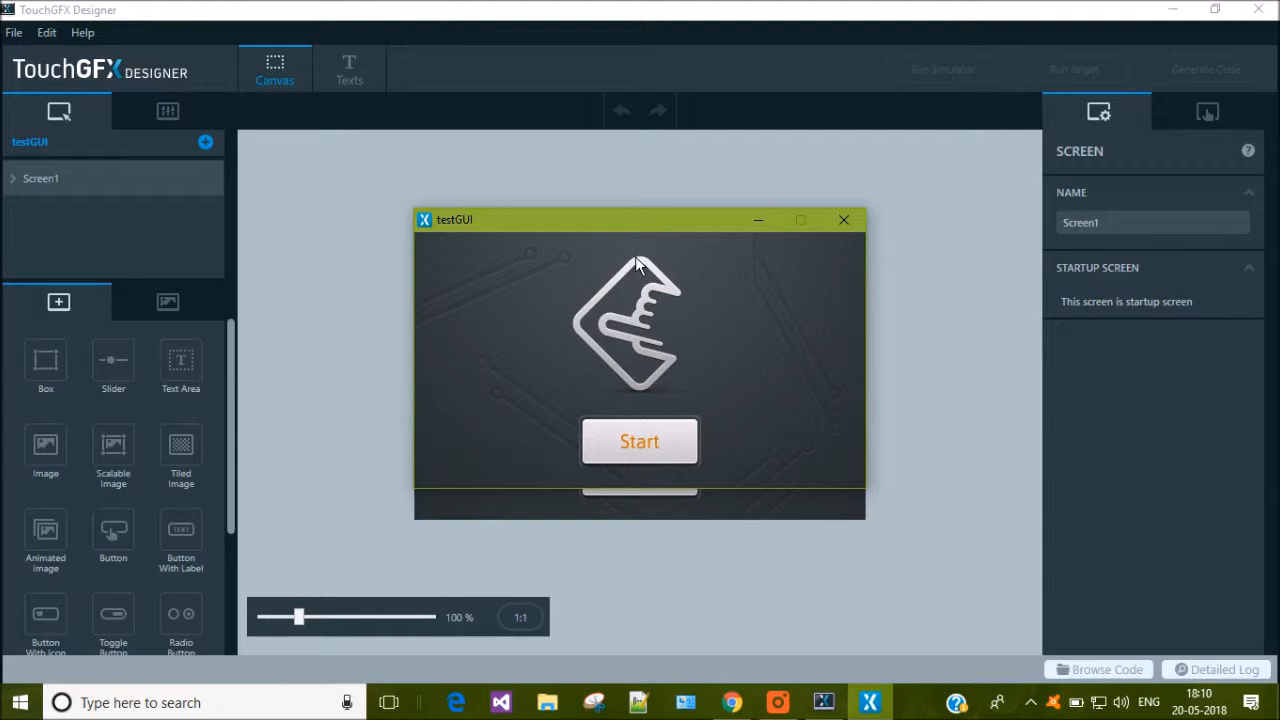 TouchGFX Designer
File Edit Help
TouchGFX DESIGNER
Canvas
Texts
Run Simulator
Run Target
Generate Code
testGUI
Screen1
Box
Slider
Text Area
Image
Scalable
Image
Tiled
Image
Animated
Image
Button
TEXT
Button
With Label
Button
With Icon
Toggle
Button
Radio
Button
testGUI
Start
100 %
1:1
SCREEN
NAME
Screen1
STARTUP SCREEN
This screen is startup screen
Browse Code
Detailed Log
Type here to search
ENG
18:10
20-05-2018